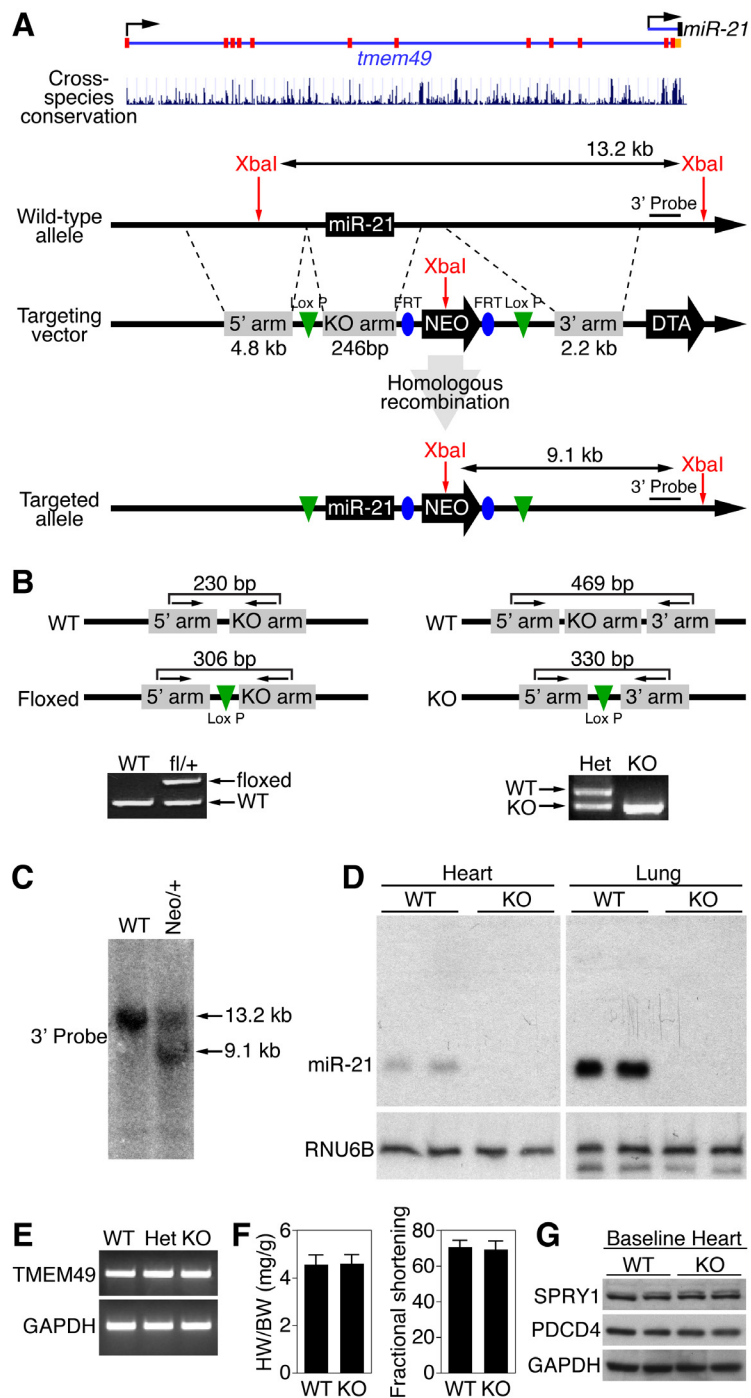 A
miR-21
tmem49
Cross-
species
conservation
13.2 kb
XbaI
XbaI
3' Probe
Wild-type
allele
miR-21
XbaI
Lox P
FRT
FRT
Lox P
Targeting
vector
5' arm
KO arm
NEO
3' arm
DTA
4.8 kb
246bp
2.2 kb
Homologous
recombination
XbaI
9.1 kb
XbaI
3' Probe
Targeted
allele
miR-21
NEO
B
230 bp
469 bp
WT
5' arm
KO arm
WT
5' arm
KO arm
3' arm
306 bp
330 bp
Floxed
5' arm
KO arm
KO
5' arm
3' arm
Lox P
Lox P
WT
fl/+
floxed
WT
Het
KO
WT
KO
C
WT
Neo/+
3' Probe
13.2 kb
9.1 kb
D
Heart
Lung
WT
KO
WT
KO
miR-21
RNU6B
E
WT Het KO
TMEM49
GAPDH
F
HW/BW (mg/g)
6
4
2
0
WT KO
Fractional shortening
80
60
40
20
0
WT KO
G
Baseline Heart
WT
KO
SPRY1
PDCD4
GAPDH